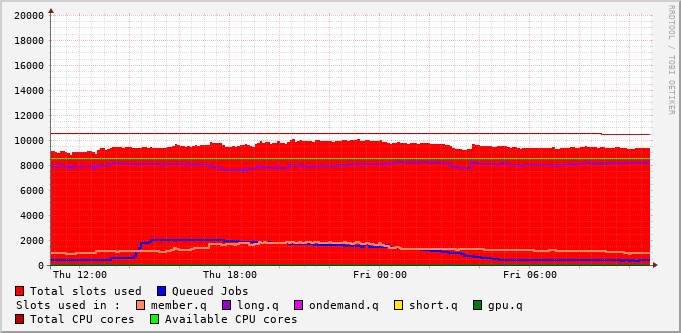 20000
18000
16000
14000
12000
10000
8000
6000
4000
2000
0
Thu 12:00 Thu 18:00 Fri 00:00 Fri 06:00
Total slots used Queued Jobs
Slots used in : member.q long.q ondemand.q short.q gpu.q
Total CPU cores Available CPU cores
RRDTOOL / TOBI OETIKER